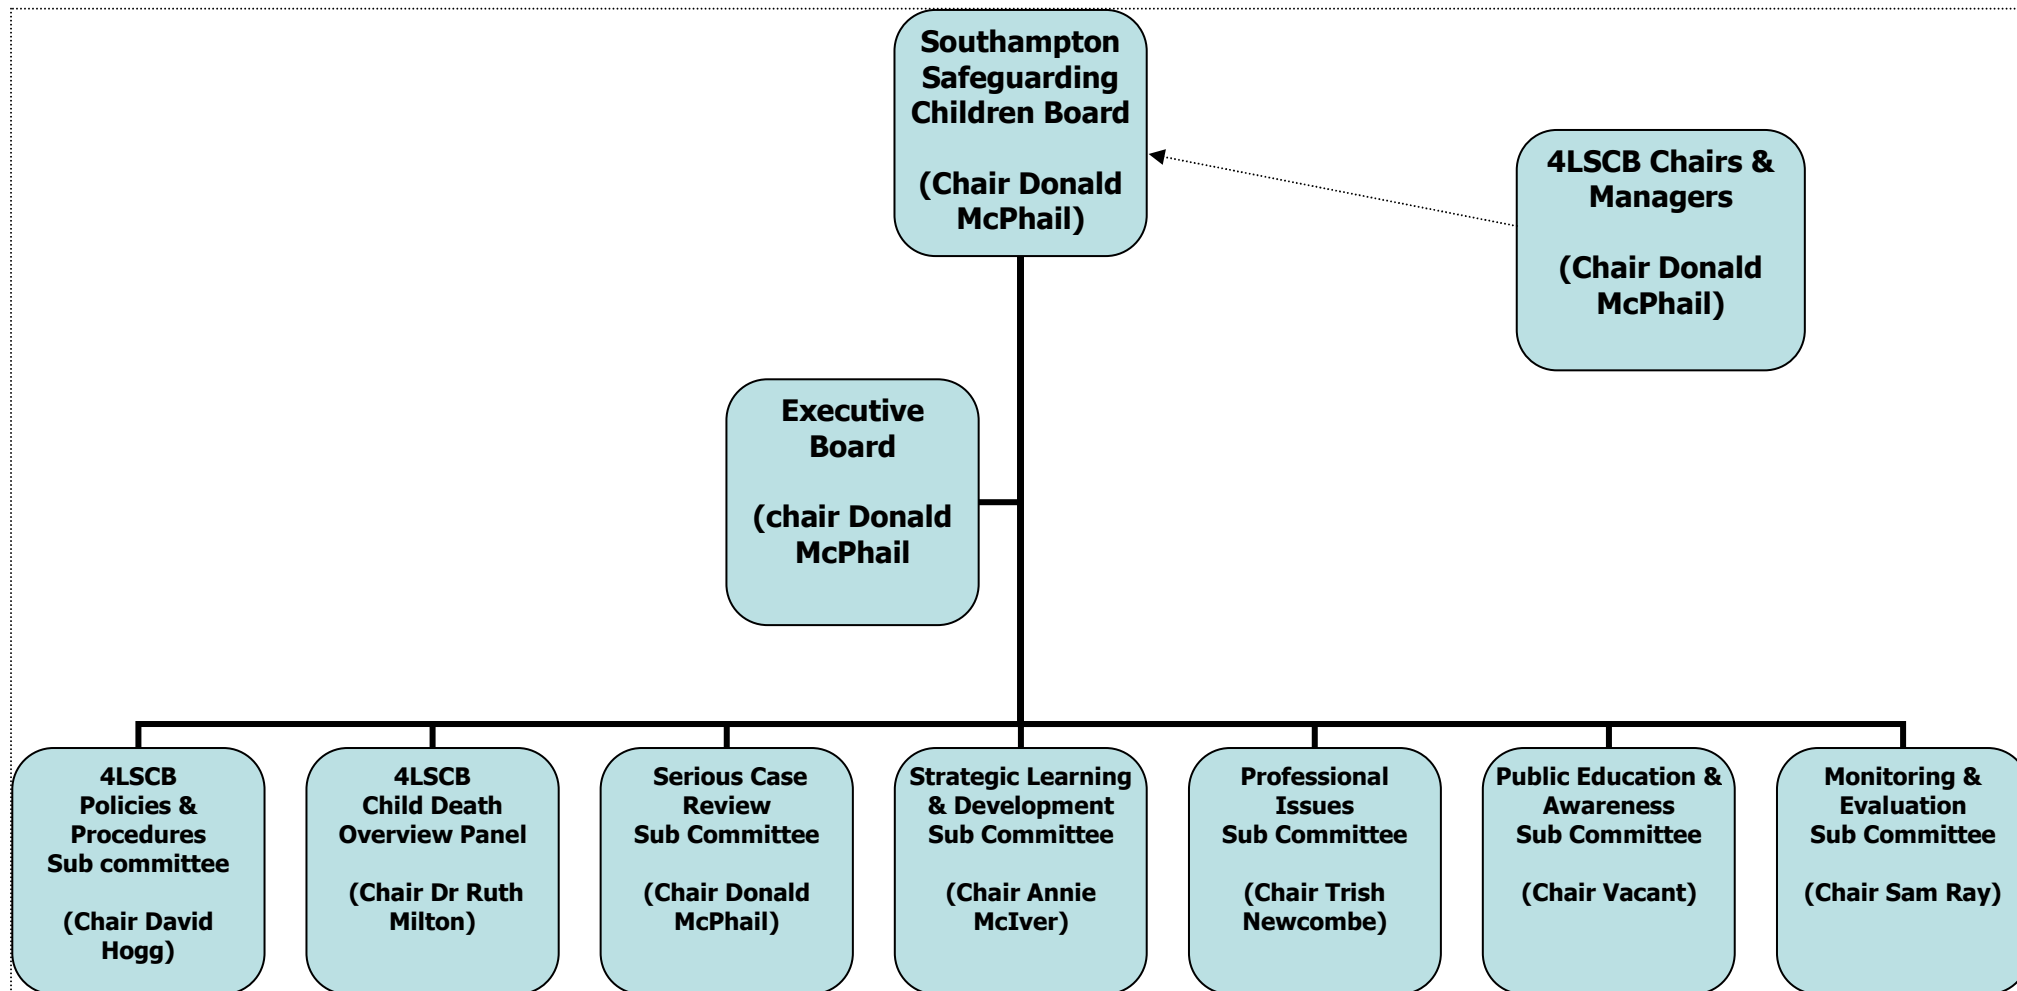 Southampton
Safeguarding
Children Board
(Chair Donald
McPhail)
4LSCB Chairs &
Managers
(Chair Donald
McPhail)
Executive
Board
(chair Donald
McPhail
4LSCB
Policies &
Procedures
Sub committee
(Chair David
Hogg)
4LSCB
Child Death
Overview Panel
(Chair Dr Ruth
Milton)
Serious Case
Review
Sub Committee
(Chair Donald
McPhail)
Strategic Learning
& Development
Sub Committee
(Chair Annie
McIver)
Professional
Issues
Sub Committee
(Chair Trish
Newcombe)
Public Education &
Awareness
Sub Committee
(Chair Vacant)
Monitoring &
Evaluation
Sub Committee
(Chair Sam Ray)